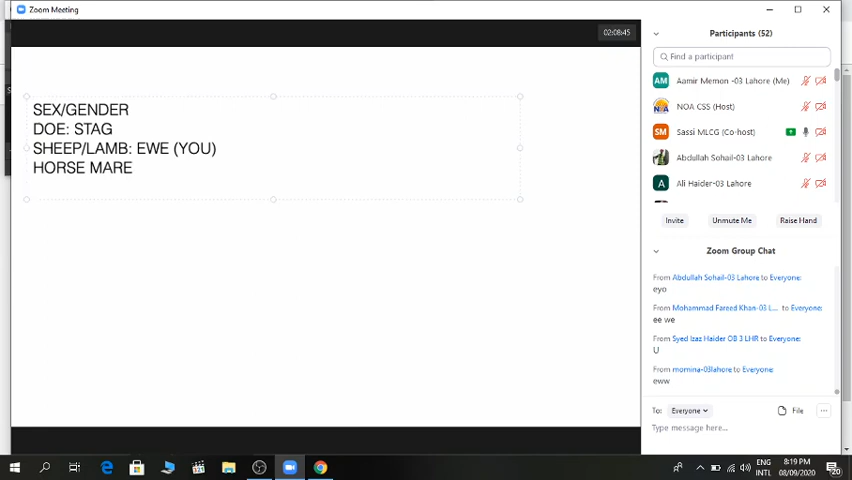 Zoom Meeting
02:08:45
SEX/GENDER
DOE: STAG
SHEEP/LAMB: EWE (YOU)
HORSE MARE
Participants (52)
Find a participant
AM Aamir Memon -03 Lahore (Me)
NOA NOA CSS (Host)
SM Sassi MLCG (Co-host)
Abdullah Sohail-03 Lahore
A Ali Haider-03 Lahore
Invite Unmute Me Raise Hand
Zoom Group Chat
From Abdullah Sohail-03 Lahore to Everyone:
eyo
From Mohammad Fareed Khan-03 L... to Everyone:
ee we
From Syed Izaz Haider OB 3 LHR to Everyone:
U
From momina-03lahore to Everyone:
eww
To: Everyone File ...
Type message here...
ENG 8:19 PM
INTL 08/09/2020 20